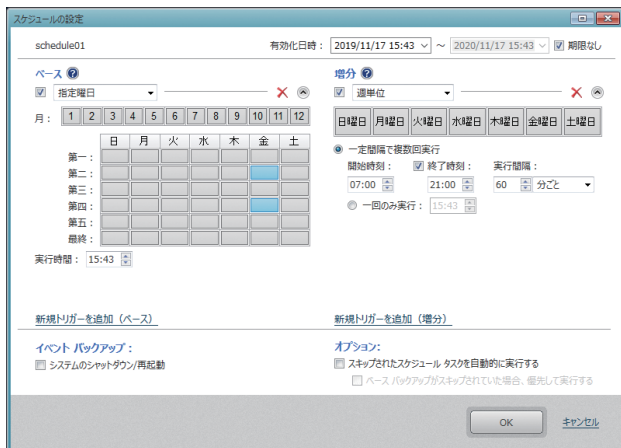 スケジュールの設定
schedule01 有効化日時： 2019/11/17 15:43 ～ 2020/11/17 15:43 期限なし
ベース 増分
指定曜日 週単位
月： 1 2 3 4 5 6 7 8 9 10 11 12
日曜日 月曜日 火曜日 水曜日 木曜日 金曜日 土曜日
日 月 火 水 木 金 土
第一：
第二：
第三：
第四：
第五：
最終：
実行時間： 15:43
一定間隔で複数回実行
開始時刻： 終了時刻： 実行間隔：
07:00 21:00 60 分ごと
一回のみ実行： 15:43
新規トリガーを追加（ベース） 新規トリガーを追加（増分）
イベント バックアップ： オプション:
システムのシャットダウン/再起動 スキップされたスケジュール タスクを自動的に実行する
ベース バックアップがスキップされていた場合、優先して実行する
OK キャンセル